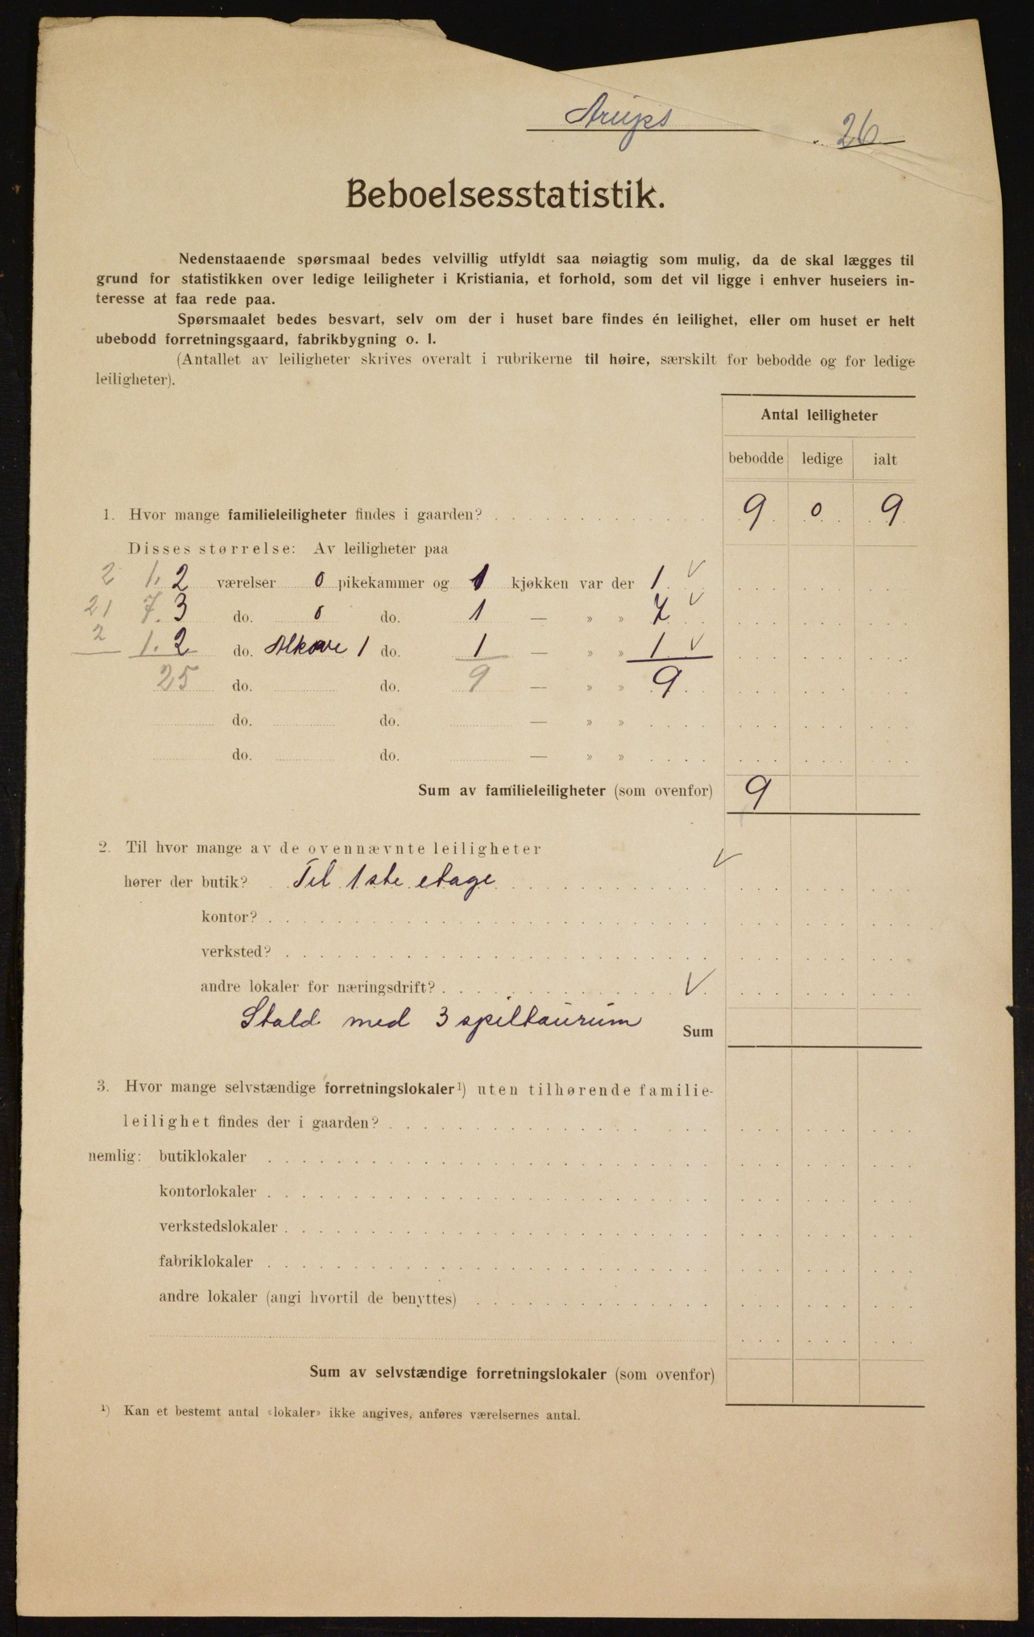 Arups 26
Beboelsesstatistik.
Nedenstaaende spørsmaal bedes velvillig utfyldt saa nøiagtig som mulig, da de skal lægges til
grund for statistikken over ledige leiligheter i Kristiania, et forhold, som det vil ligge i enhver huseiers in-
teresse at faa rede paa.
Spørsmaalet bedes besvart, selv om der i huset bare findes én leilighet, eller om huset er helt
ubebodd forretningsgaard, fabrikbygning o. l.
(Antallet av leiligheter skrives overalt i rubrikerne til høire, særskilt for bebodde og for ledige
leiligheter).
Antal leiligheter
bebodde ledige ialt
1. Hvor mange familieleiligheter findes i gaarden? 9 0 9
Disses størrelse: Av leiligheter paa
2 1. 2 værelser 0 pikekammer og 1 kjøkken var der 1 ✓
21 7. 3 do. 0 do. 1 — » » 7 ✓
2 1. 2 do. Alkove 1 do. 1 — » » 1 ✓
25 do. do. 9 — » » 9
do. do. — » »
do. do. — » »
Sum av familieleiligheter (som ovenfor) 9
2. Til hvor mange av de ovennævnte leiligheter
hører der butik? Til 1ste etage ✓
kontor?
verksted?
andre lokaler for næringsdrift? ✓
Stald med 3 spiltaurum Sum
3. Hvor mange selvstændige forretningslokaler¹) uten tilhørende familie-
leilighet findes der i gaarden?
nemlig: butiklokaler
kontorlokaler
verkstedslokaler
fabriklokaler
andre lokaler (angi hvortil de benyttes)
Sum av selvstændige forretningslokaler (som ovenfor)
¹) Kan et bestemt antal «lokaler» ikke angives, anføres værelsernes antal.